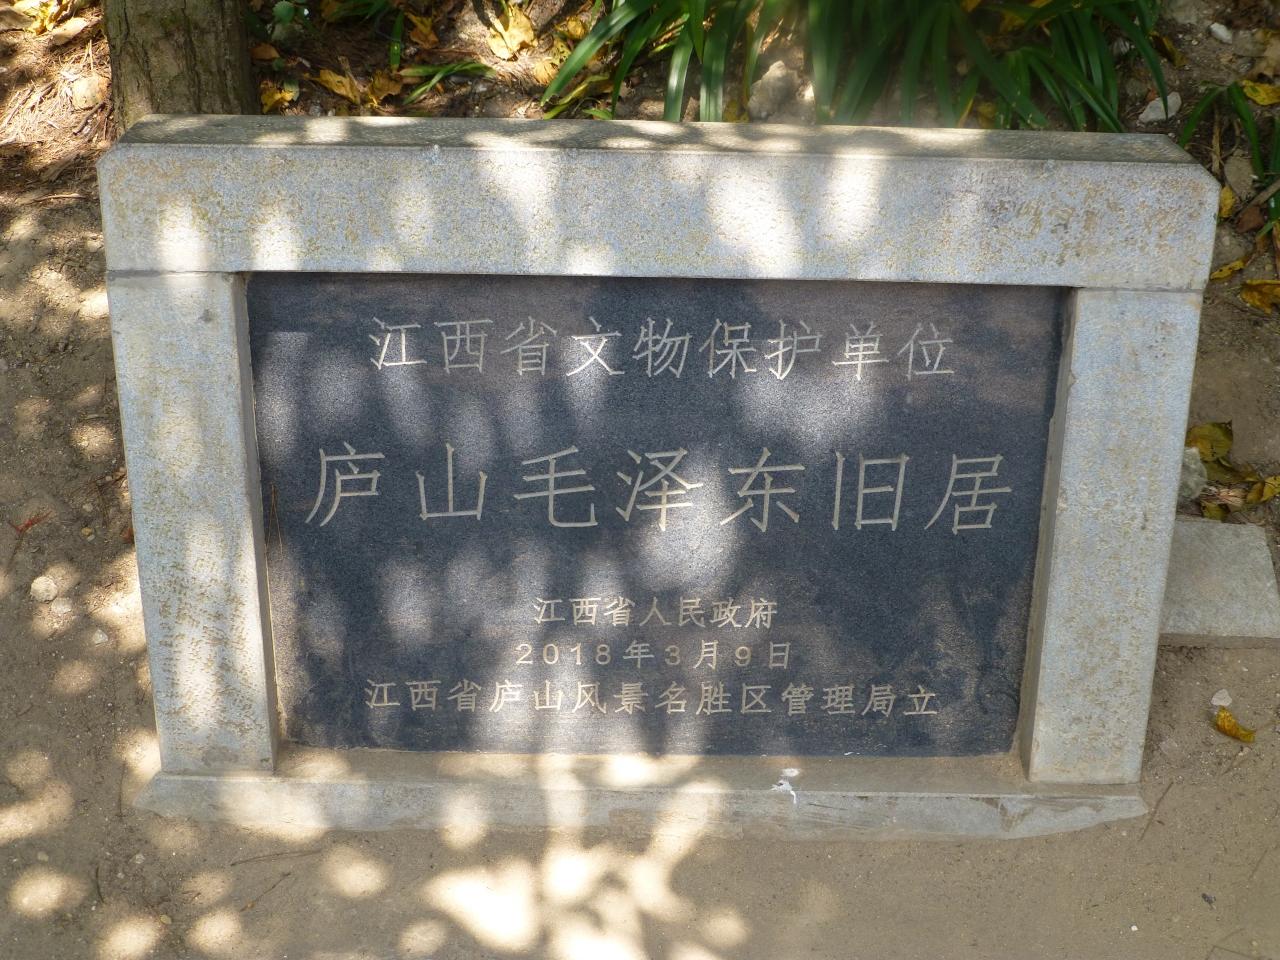 江西省文物保护单位
庐山毛泽东旧居
江西省人民政府
2018年3月9日
江西省庐山风景名胜区管理局立